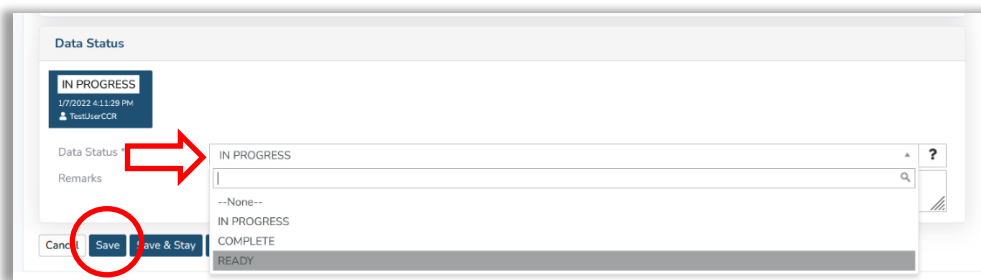 Data Status
IN PROGRESS
1/7/2022 4:11:29 PM
TestUserCCR
Data Status *
IN PROGRESS
?
Remarks
--None--
IN PROGRESS
COMPLETE
READY
Cancel Save Save & Stay